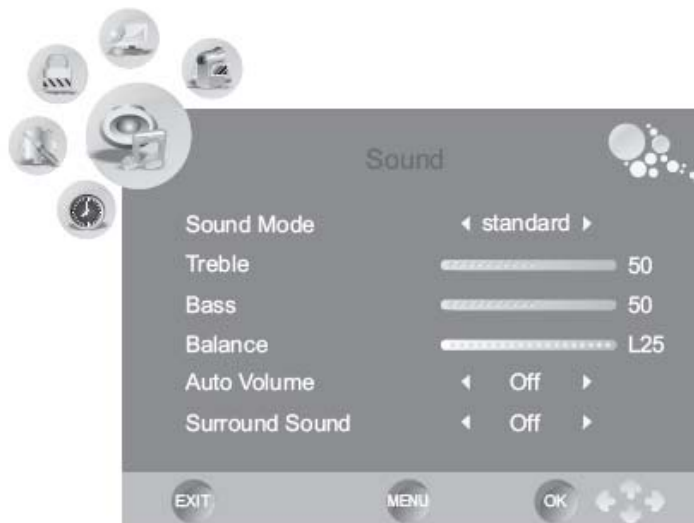 Sound
Sound Mode standard
Treble 50
Bass 50
Balance L25
Auto Volume Off
Surround Sound Off
EXIT MENU OK